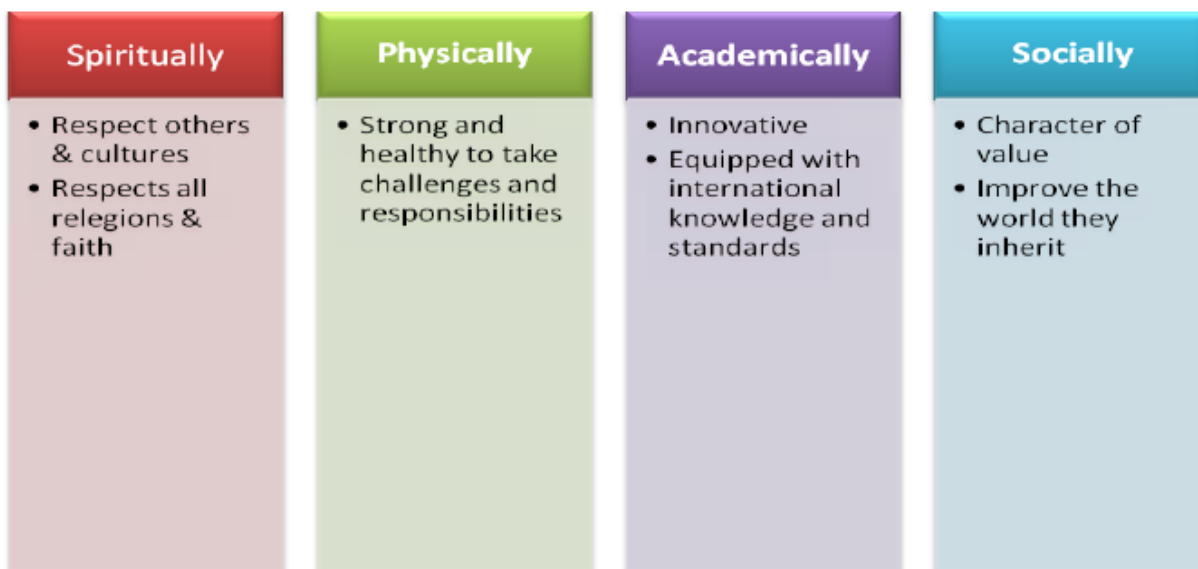 Spiritually
• Respect others
& cultures
• Respects all
relegions &
faith
Physically
• Strong and
healthy to take
challenges and
responsibilities
Academically
• Innovative
• Equipped with
international
knowledge and
standards
Socially
• Character of
value
• Improve the
world they
inherit